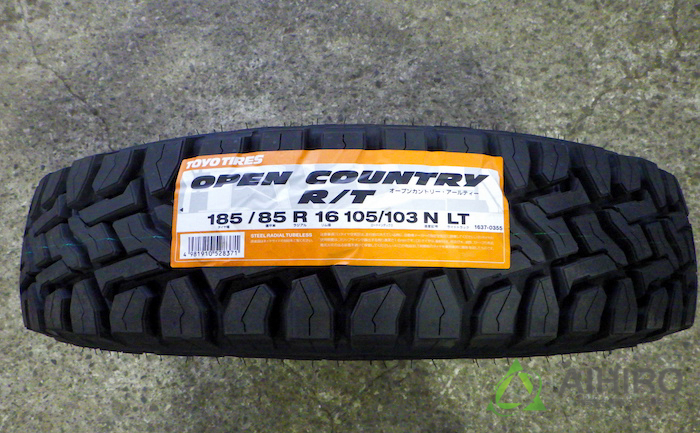 TOYO TIRES
OPEN COUNTRY
R/T
オープンカントリー・アールティー
185 / 85 R 16 105/103 N LT
1637-0355
STEEL RADIAL TUBELESS
4 981910 528371
AIHIRO